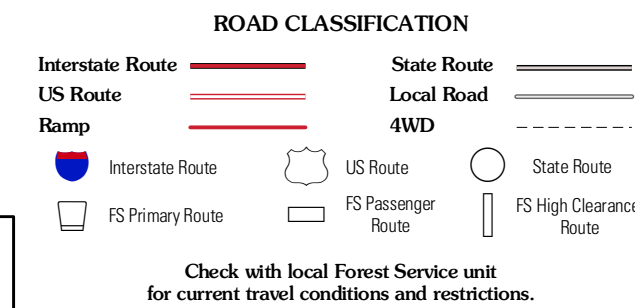 ROAD CLASSIFICATION
Interstate Route State Route
US Route Local Road
Ramp 4WD
Interstate Route US Route State Route
FS Primary Route FS Passenger Route FS High Clearance Route
Check with local Forest Service unit
for current travel conditions and restrictions.